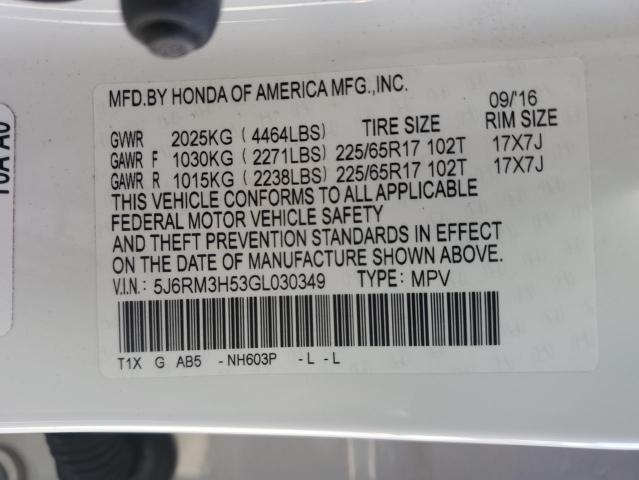 MFD.BY HONDA OF AMERICA MFG.,INC.
09/'16
GVWR 2025KG ( 4464LBS) TIRE SIZE RIM SIZE
GAWR F 1030KG ( 2271LBS) 225/65R17 102T 17X7J
GAWR R 1015KG ( 2238LBS) 225/65R17 102T 17X7J
THIS VEHICLE CONFORMS TO ALL APPLICABLE
FEDERAL MOTOR VEHICLE SAFETY
AND THEFT PREVENTION STANDARDS IN EFFECT
ON THE DATE OF MANUFACTURE SHOWN ABOVE.
V.I.N.: 5J6RM3H53GL030349 TYPE: MPV
T1X G AB5 -NH603P -L -L